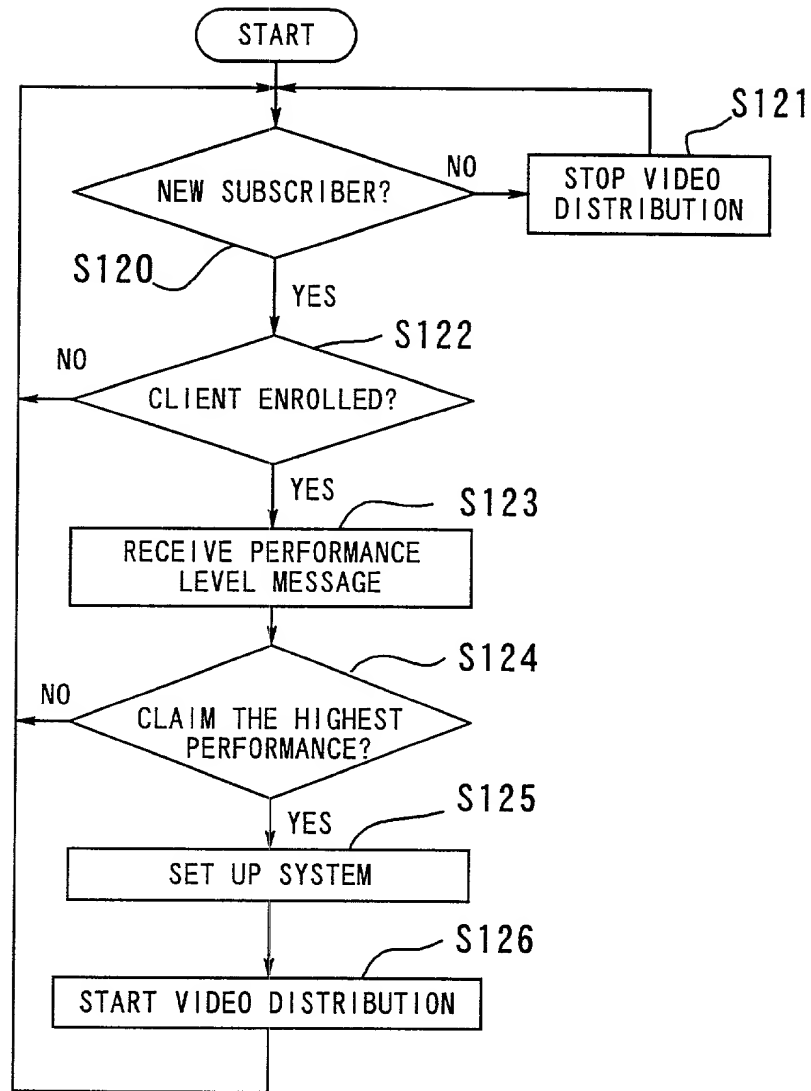 START
S121
NEW SUBSCRIBER?
NO
STOP VIDEO
DISTRIBUTION
S120
YES
S122
NO
CLIENT ENROLLED?
YES
S123
RECEIVE PERFORMANCE
LEVEL MESSAGE
S124
NO
CLAIM THE HIGHEST
PERFORMANCE?
YES
S125
SET UP SYSTEM
S126
START VIDEO DISTRIBUTION